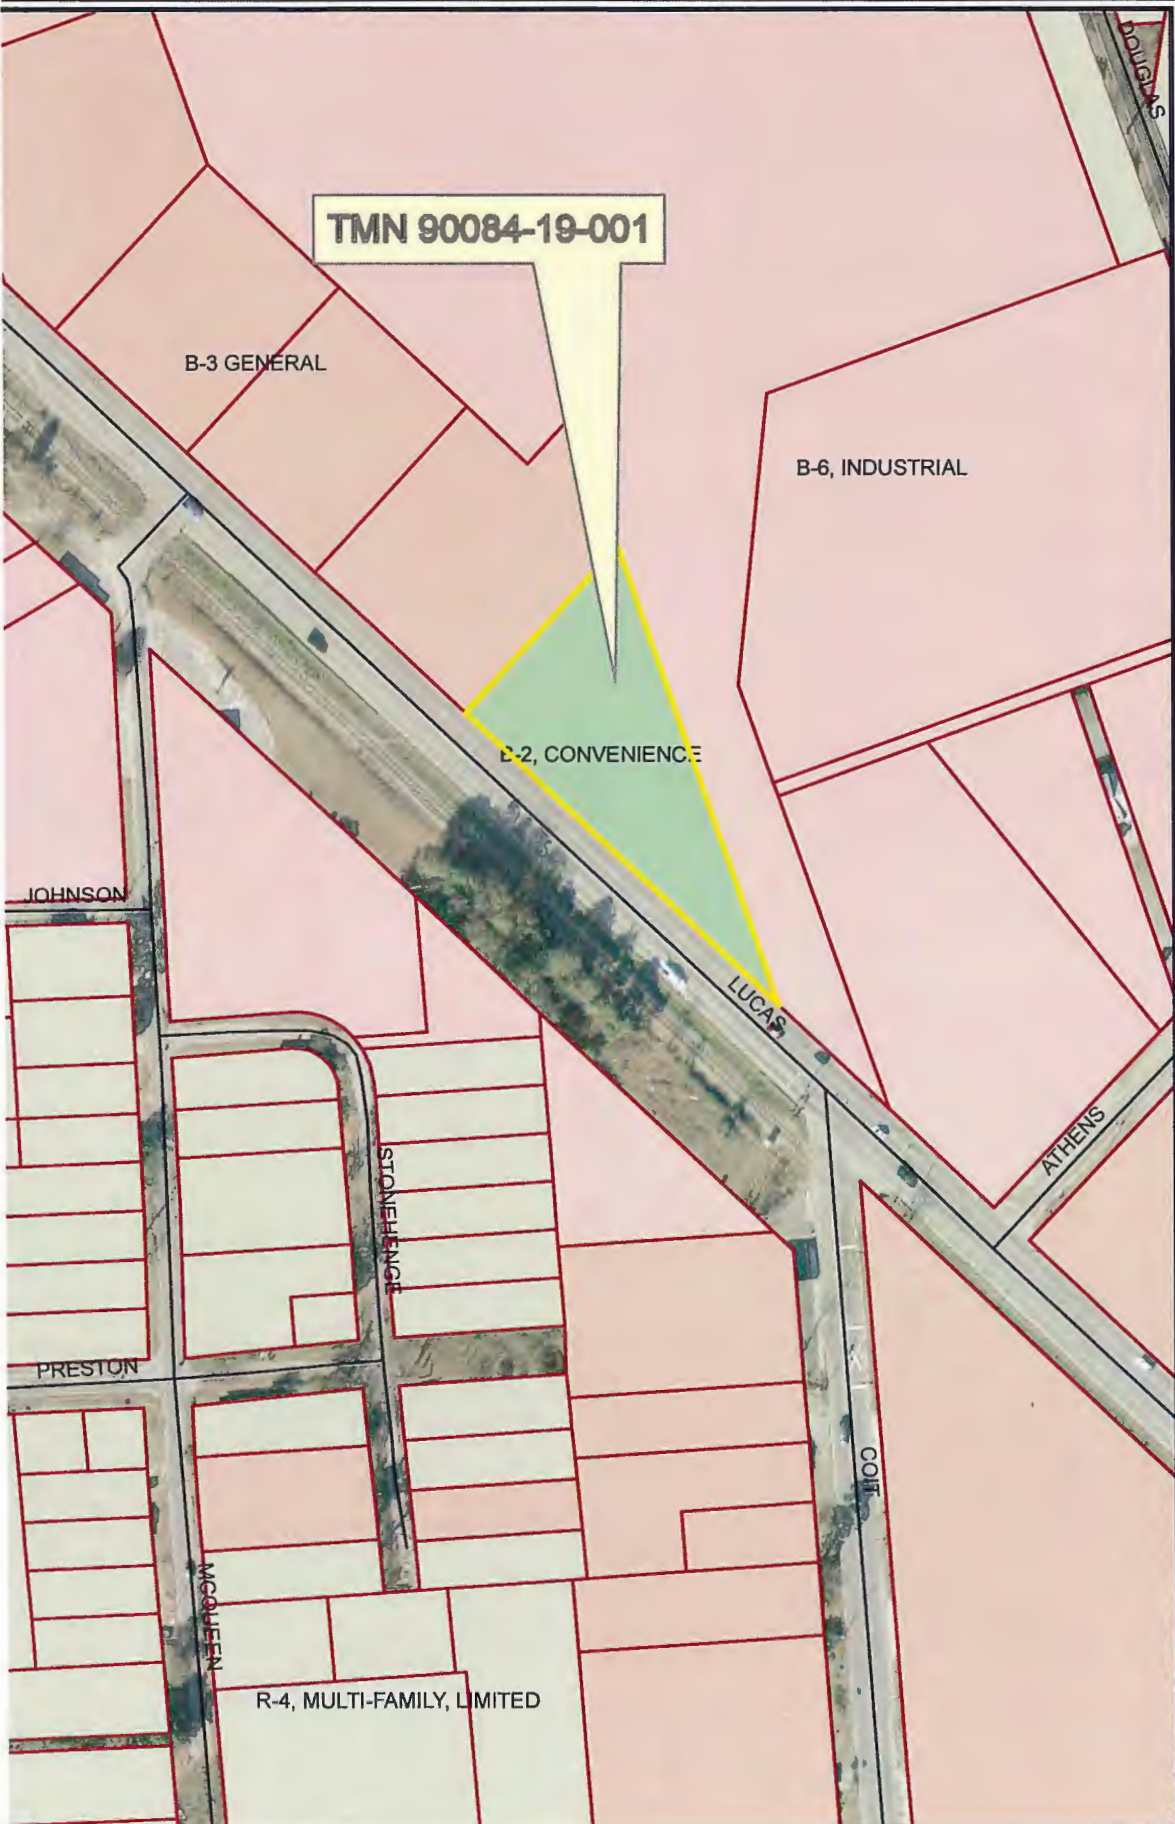 DOUGLAS
TMN 90084-19-001
B-3 GENERAL
B-6, INDUSTRIAL
B-2, CONVENIENCE
JOHNSON
LUCAS
ATHENS
STONEHENGE
PRESTON
COIT
MCQUEEN
R-4, MULTI-FAMILY, LIMITED